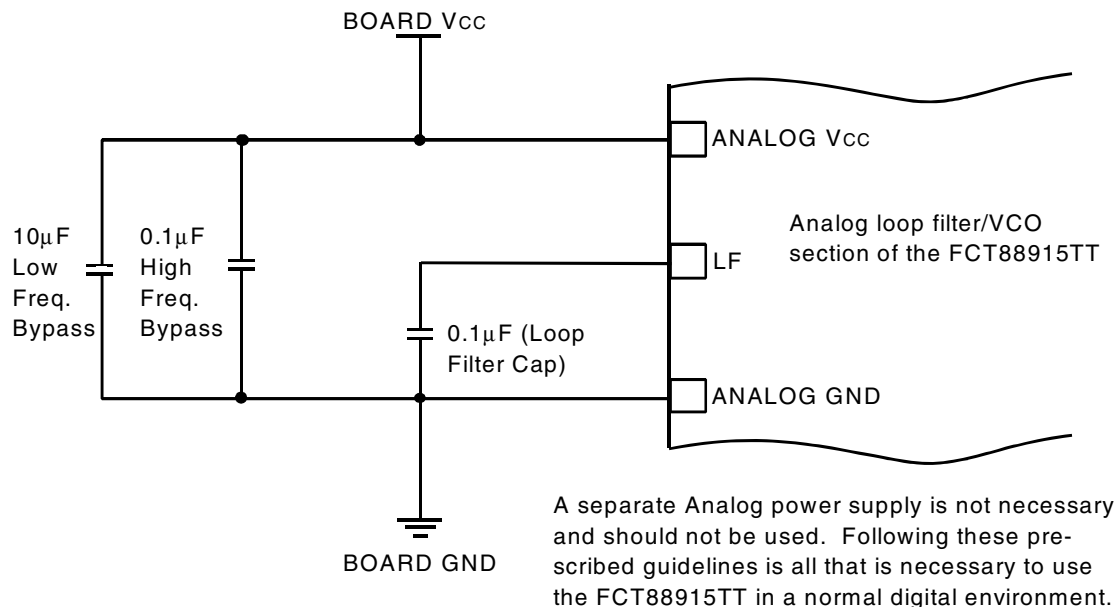 BOARD VCC
ANALOG VCC
10μF
Low
Freq.
Bypass
0.1μF
High
Freq.
Bypass
Analog loop filter/VCO
section of the FCT88915TT
LF
0.1μF (Loop
Filter Cap)
ANALOG GND
BOARD GND
A separate Analog power supply is not necessary
and should not be used. Following these pre-
scribed guidelines is all that is necessary to use
the FCT88915TT in a normal digital environment.